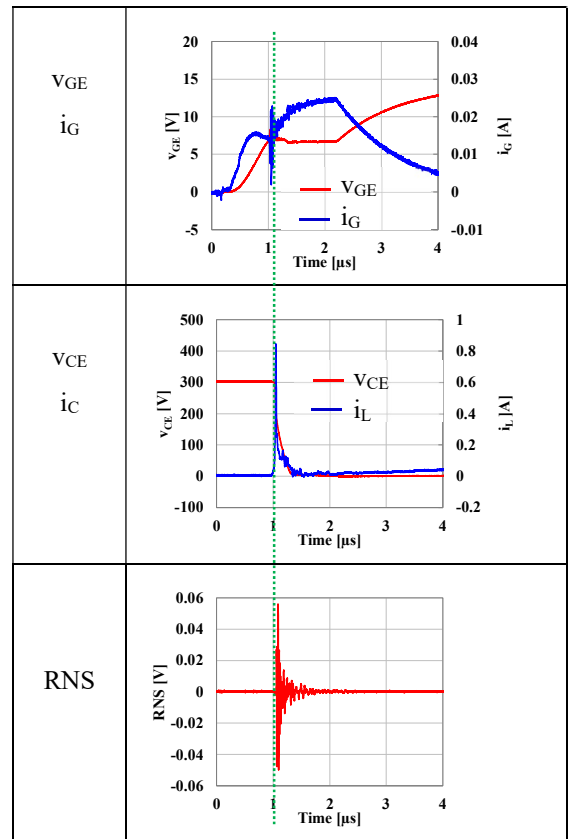 vGE
iG
20
15
10
5
0
-5
vGE [V]
0.04
0.03
0.02
0.01
0
-0.01
iG [A]
vGE
iG
0 1 2 3 4
Time [µs]
vCE
iC
500
400
300
200
100
0
-100
vCE [V]
1
0.8
0.6
0.4
0.2
0
-0.2
iL [A]
vCE
iL
0 1 2 3 4
Time [µs]
RNS
0.06
0.04
0.02
0
-0.02
-0.04
-0.06
RNS [V]
0 1 2 3 4
Time [µs]